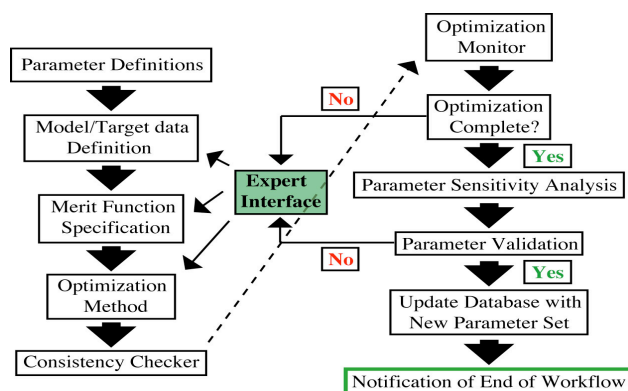 Parameter Definitions
Model/Target data
Definition
Merit Function
Specification
Optimization
Method
Consistency Checker
Expert
Interface
No
No
Optimization
Monitor
Optimization
Complete?
Yes
Parameter Sensitivity Analysis
Parameter Validation
Yes
Update Database with
New Parameter Set
Notification of End of Workflow